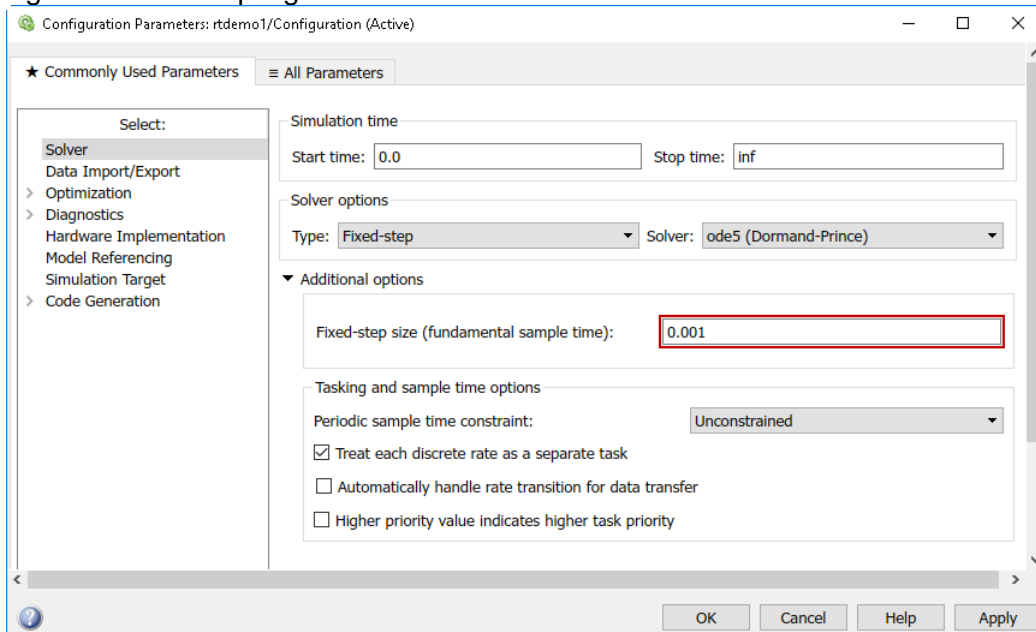 Configuration Parameters: rtdemo1/Configuration (Active)
★ Commonly Used Parameters
≡ All Parameters
Select:
Solver
Data Import/Export
> Optimization
> Diagnostics
Hardware Implementation
Model Referencing
Simulation Target
> Code Generation
Simulation time
Start time: 0.0 Stop time: inf
Solver options
Type: Fixed-step Solver: ode5 (Dormand-Prince)
Additional options
Fixed-step size (fundamental sample time): 0.001
Tasking and sample time options
Periodic sample time constraint: Unconstrained
Treat each discrete rate as a separate task
Automatically handle rate transition for data transfer
Higher priority value indicates higher task priority
OK Cancel Help Apply